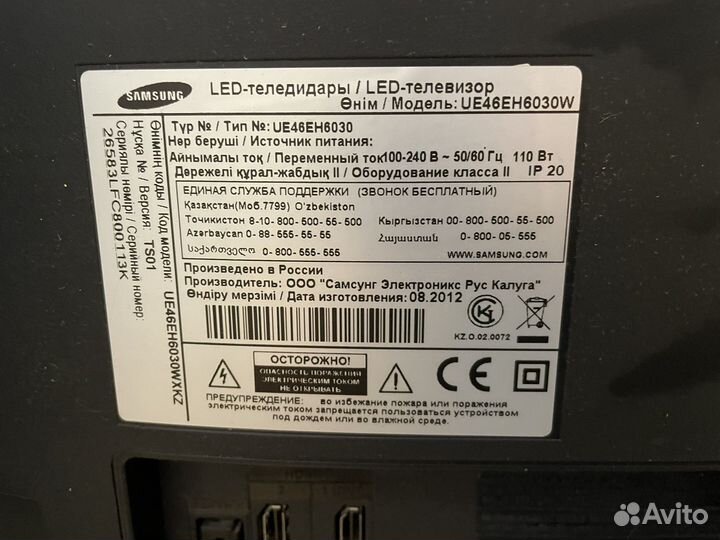 SAMSUNG
LED-теледидары / LED-телевизор
Өнім / Модель: UE46EH6030W
Түр № / Тип №: UE46EH6030
Нәр беруші / Источник питания:
Айнымалы ток / Переменный ток100-240 В ~ 50/60 Гц 110 Вт
Дәрежелі құрал-жабдық II / Оборудование класса II IP 20
ЕДИНАЯ СЛУЖБА ПОДДЕРЖКИ (ЗВОНОК БЕСПЛАТНЫЙ)
Қазақстан(Моб.7799) O'zbekiston
Тоҷикистон 8-10-800-500-55-500 Кыргызстан 00-800-500-55-500
Azərbaycan 0-88-555-55-55 Հայաստան 0-800-05-555
საქართველო 0-800-555-555 WWW.SAMSUNG.COM
Произведено в России
Производитель: ООО "Самсунг Электроникс Рус Калуга"
Өндіру мерзімі / Дата изготовления: 08.2012
KZ.O.02.0072
ОСТОРОЖНО!
ОПАСНОСТЬ ПОРАЖЕНИЯ
ЭЛЕКТРИЧЕСКИМ ТОКОМ
НЕ ОТКРЫВАТЬ
CE
ПРЕДУПРЕЖДЕНИЕ: во избежание пожара или поражения
электрическим током запрещается пользоваться устройством
под дождем или во влажной среде.
Өнімнің коды / Код модели: UE46EH6030WXKZ
Нұсқа № / Версия: TS01
Сериялы нөмірі / Серийный номер:
26583LFC800113K
Avito